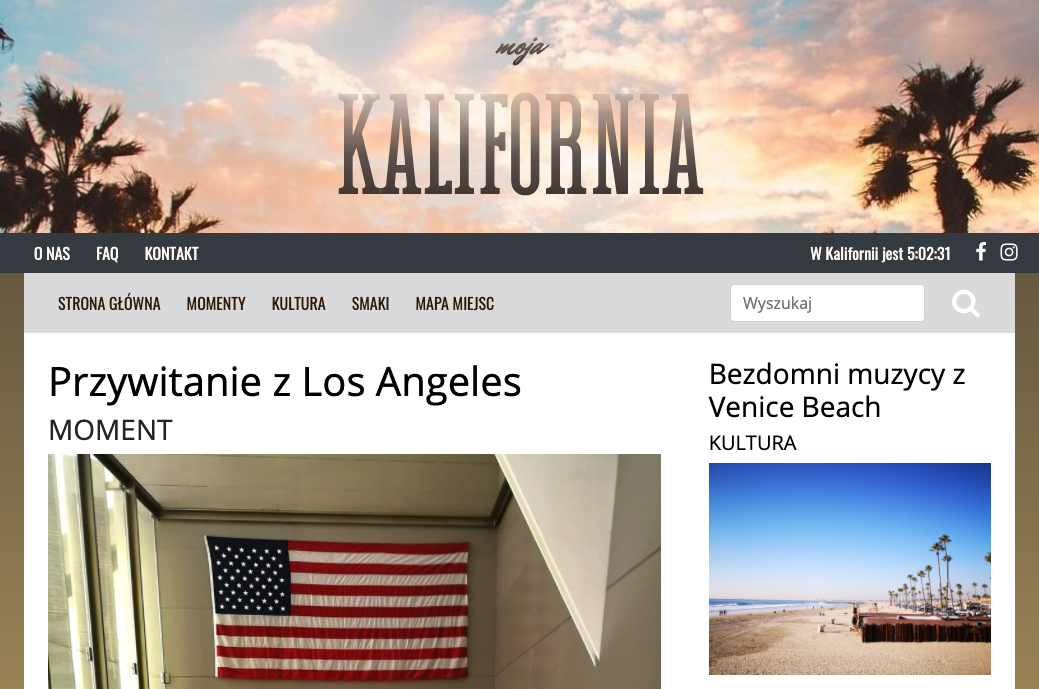 moja
KALIFORNIA
O NAS FAQ KONTAKT W Kalifornii jest 5:02:31
STRONA GŁÓWNA MOMENTY KULTURA SMAKI MAPA MIEJSC Wyszukaj
Przywitanie z Los Angeles
MOMENT
Bezdomni muzycy z
Venice Beach
KULTURA